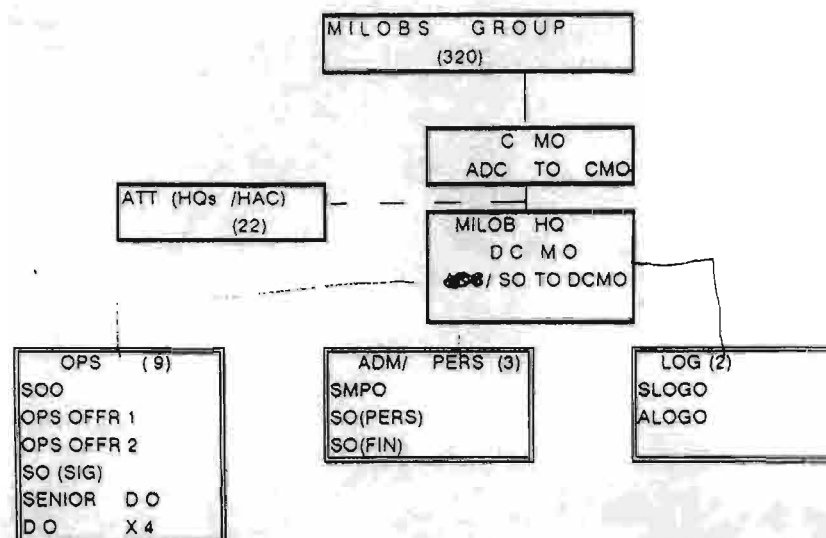 MILOBS GROUP
(320)
C MO
ADC TO CMO
ATT (HQs /HAC)
(22)
MILOB HQ
DC MO
/ SO TO DCMO
OPS (9)
SOO
OPS OFFR 1
OPS OFFR 2
SO (SIG)
SENIOR DO
DO X 4
ADM/ PERS (3)
SMPO
SO(PERS)
SO(FIN)
LOG (2)
SLOGO
ALOGO